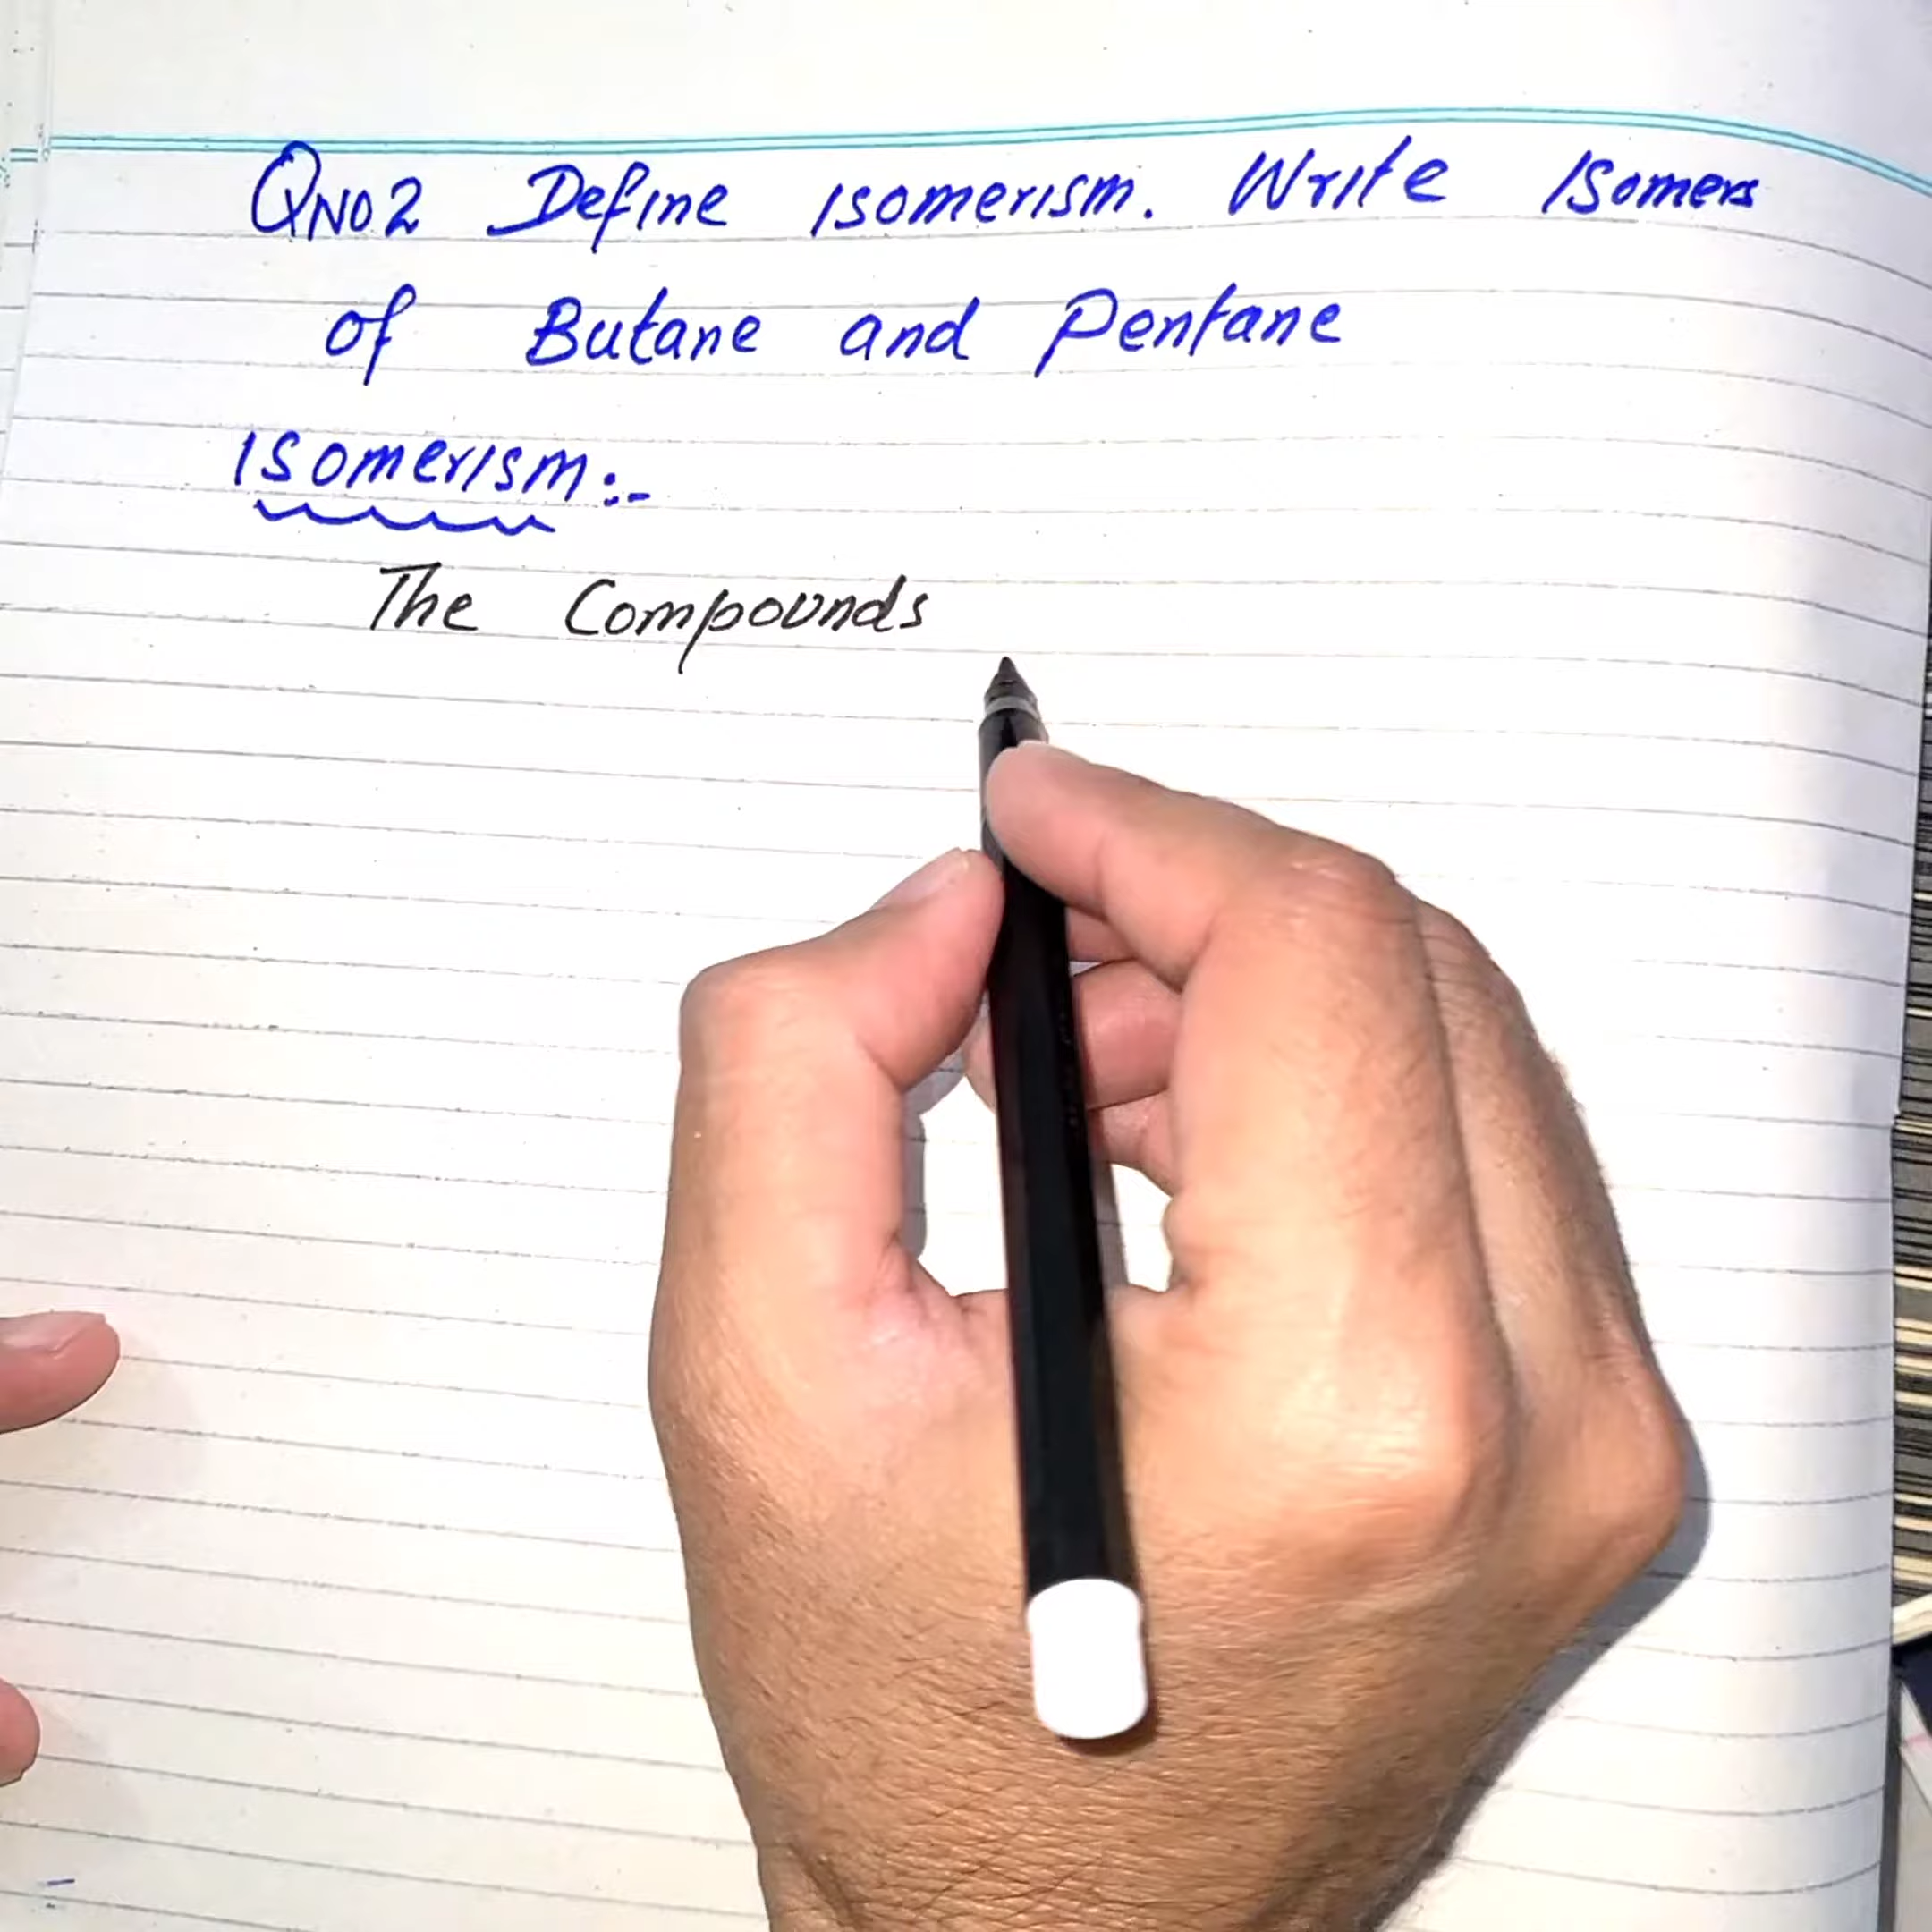 QNO2 Define isomerism. Write Isomers
of Butane and Pentane
Isomerism:-
The Compounds